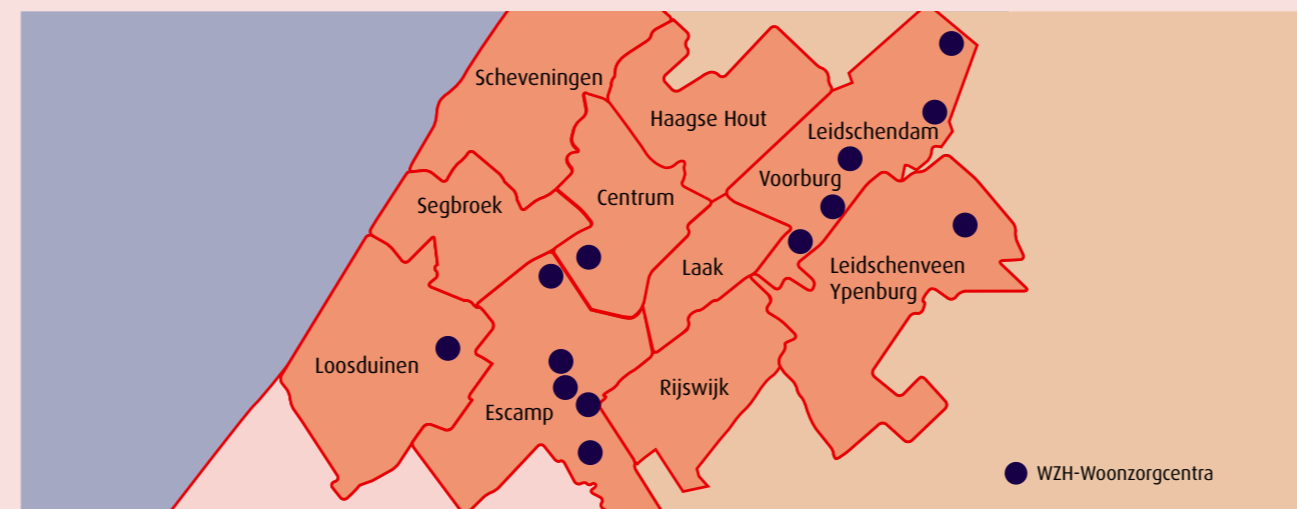 Scheveningen
Haagse Hout
Leidschendam
Voorburg
Segbroek
Centrum
Laak
Leidschenveen
Ypenburg
Loosduinen
Rijswijk
Escamp
WZH-Woonzorgcentra